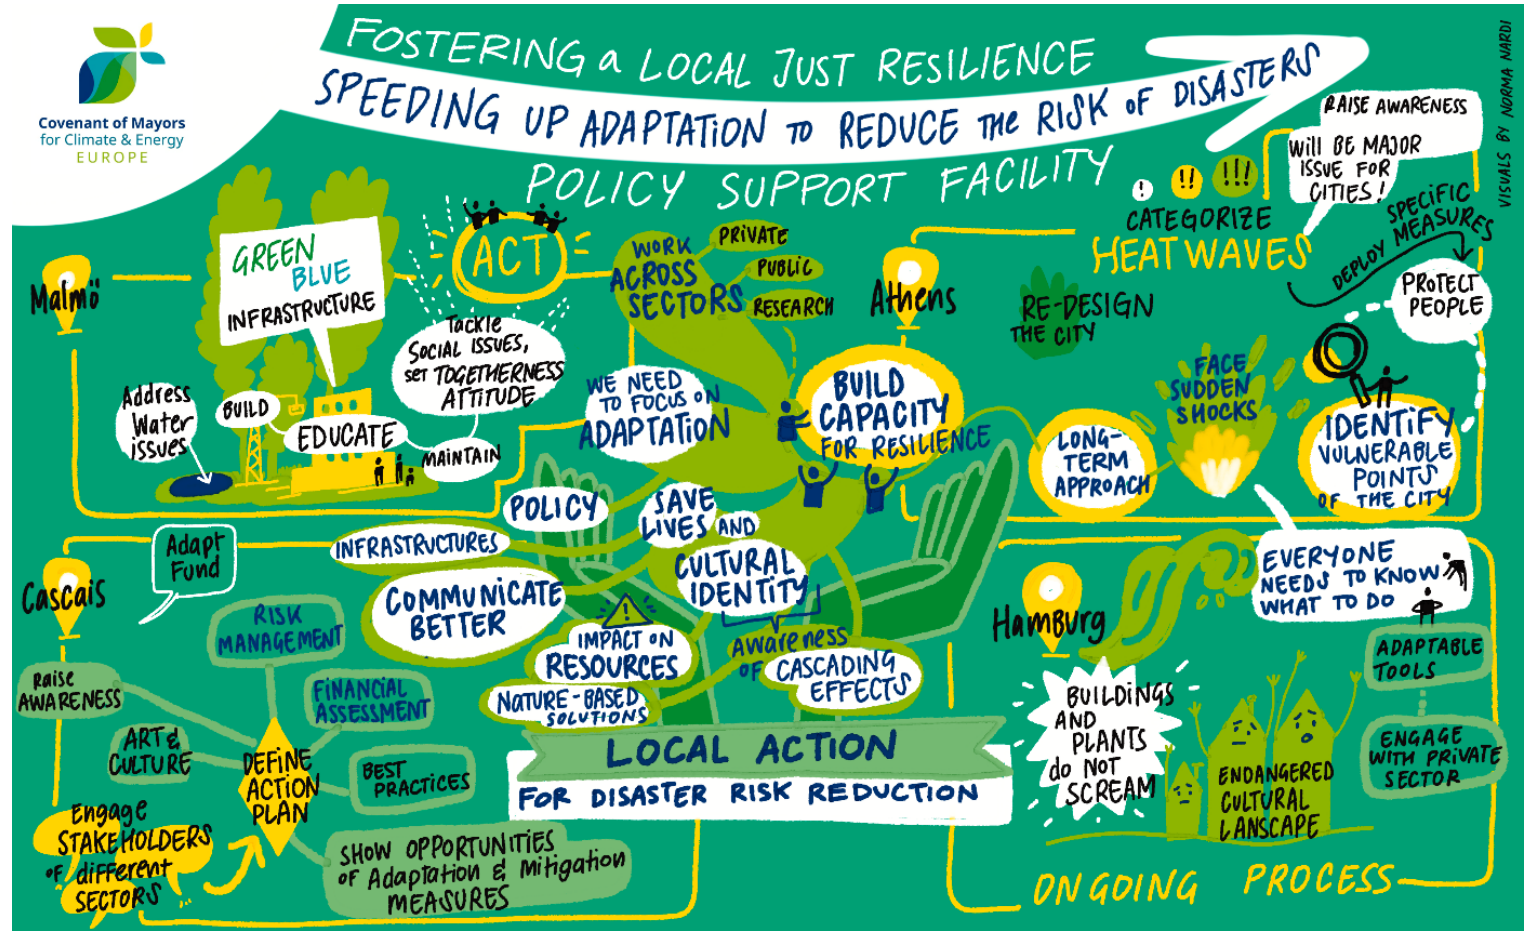 Covenant of Mayors
for Climate & Energy
EUROPE
FOSTERING a LOCAL JUST RESILIENCE
SPEEDING UP ADAPTATION TO REDUCE THE RISK OF DISASTERS
POLICY SUPPORT FACILITY
VISUALS BY NORMA NARDI
Malmö
GREEN
BLUE
INFRASTRUCTURE
ACT
Tackle
SOCIAL ISSUES,
SET TOGETHERNESS
ATTITUDE
Address
Water
issues
BUILD
EDUCATE
MAINTAIN
WORK
ACROSS
SECTORS
PRIVATE
PUBLIC
RESEARCH
WE NEED
TO FOCUS ON
ADAPTATION
BUILD
CAPACITY
FOR RESILIENCE
Athens
! !! !!!
CATEGORIZE
HEAT WAVES
RAISE AWARENESS
Will BE MAJOR
ISSUE FOR
CITIES!
DEPLOY SPECIFIC
MEASURES
PROTECT
PEOPLE
RE-DESIGN
THE CITY
FACE
SUDDEN
SHOCKS
LONG-
TERM
APPROACH
IDENTIFY
VULNERABLE
POINTS
OF THE CITY
POLICY
INFRASTRUCTURES
SAVE
LIVES AND
CULTURAL
IDENTITY
COMMUNICATE
BETTER
!
IMPACT ON
RESOURCES
NATURE-BASED
SOLUTIONS
Awareness
OF CASCADING
EFFECTS
LOCAL ACTION
FOR DISASTER RISK REDUCTION
Cascais
Adapt
Fund
RISK
MANAGEMENT
Raise
AWARENESS
FINANCIAL
ASSESSMENT
ART &
CULTURE
DEFINE
ACTION
PLAN
BEST
PRACTICES
Engage
STAKEHOLDERS
OF different
SECTORS
SHOW OPPORTUNITIES
OF Adaptation & Mitigation
MEASURES
Hamburg
EVERYONE
NEEDS TO KNOW
WHAT TO DO
BUILDINGS
AND
PLANTS
do NOT
SCREAM
ENDANGERED
CULTURAL
LANSCAPE
ADAPTABLE
TOOLS
ENGAGE
WITH PRIVATE
SECTOR
ONGOING PROCESS